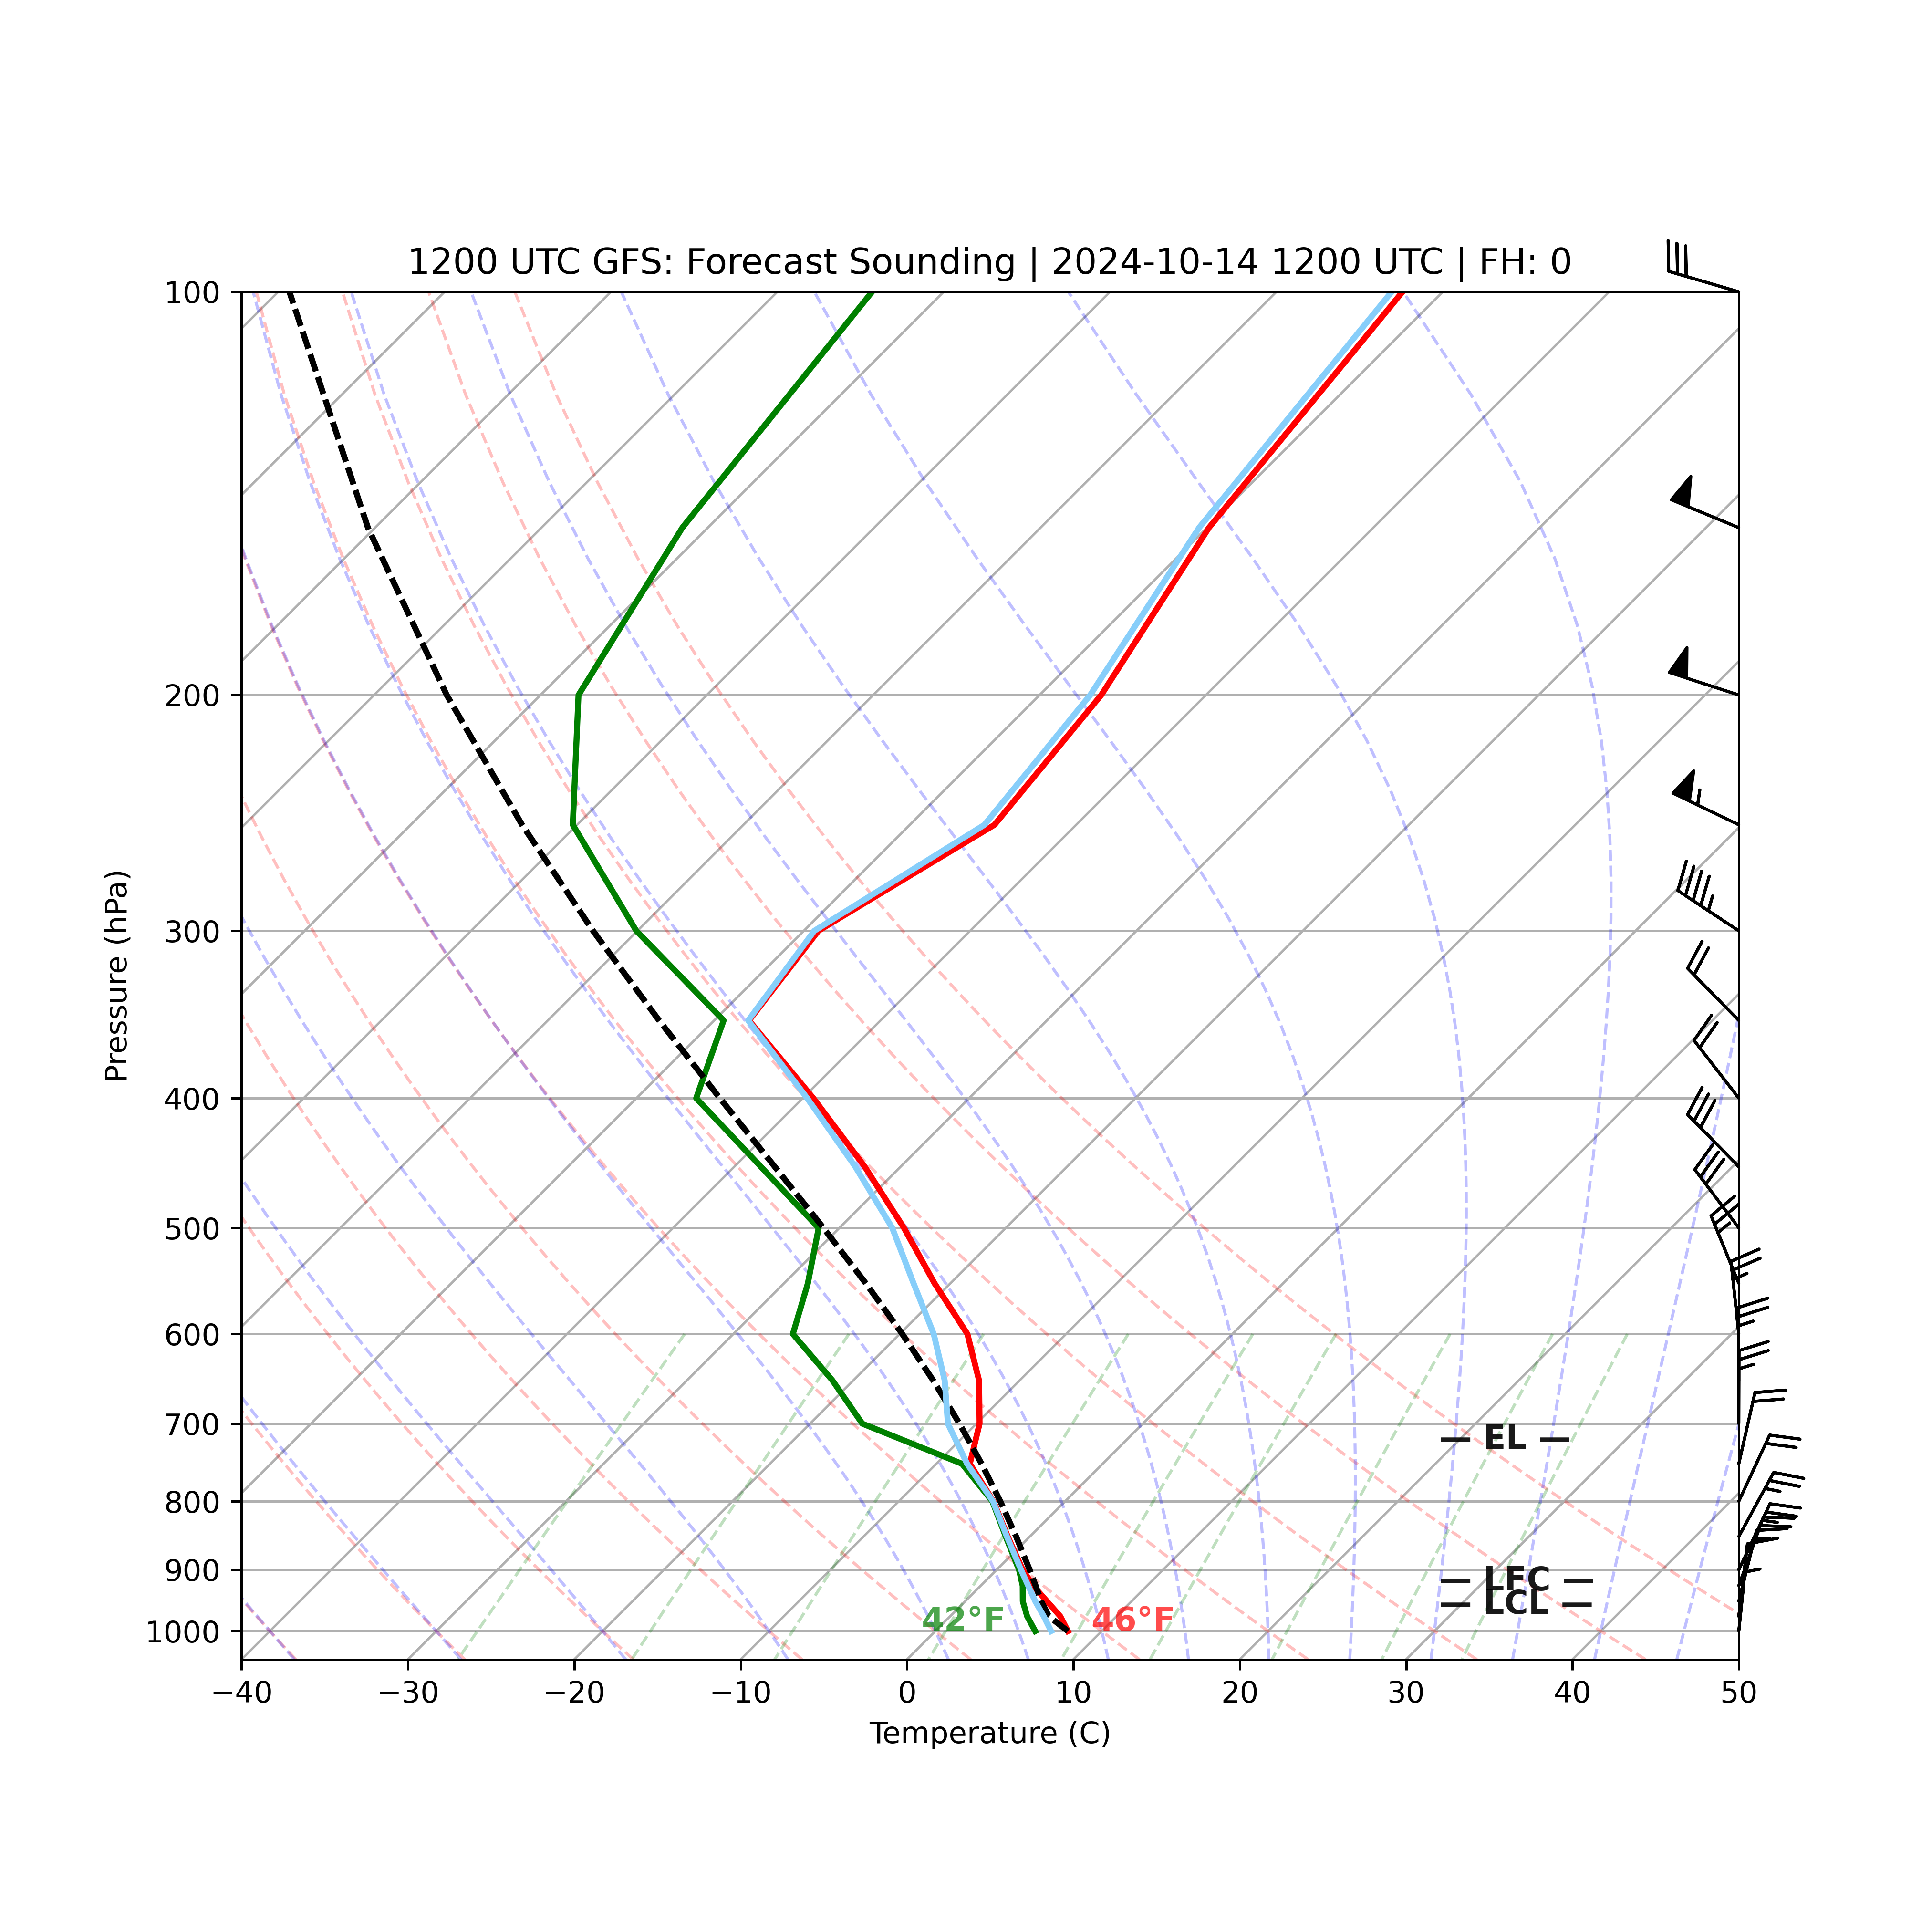 1200 UTC GFS: Forecast Sounding | 2024-10-14 1200 UTC | FH: 0
100
200
300
400
500
600
700
800
900
1000
Pressure (hPa)
— EL —
— LFC —
— LCL —
42°F 46°F
−40 −30 −20 −10 0 10 20 30 40 50
Temperature (C)